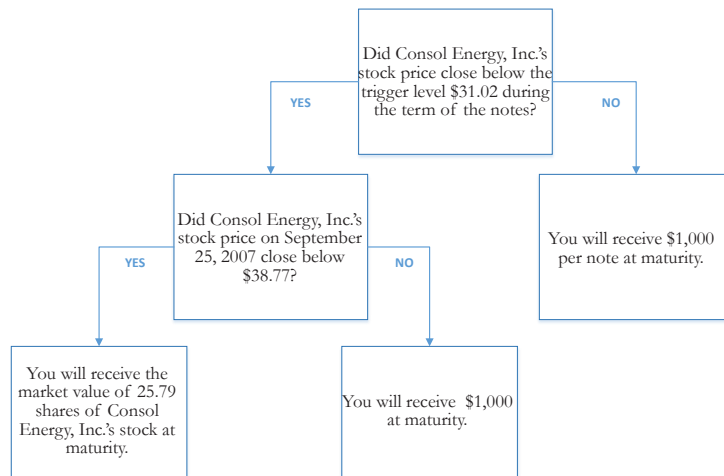 Did Consol Energy, Inc.'s
stock price close below the
trigger level $31.02 during
the term of the notes?
YES
NO
Did Consol Energy, Inc.'s
stock price on September
25, 2007 close below
$38.77?
You will receive $1,000
per note at maturity.
YES
NO
You will receive the
market value of 25.79
shares of Consol
Energy, Inc.'s stock at
maturity.
You will receive $1,000
at maturity.